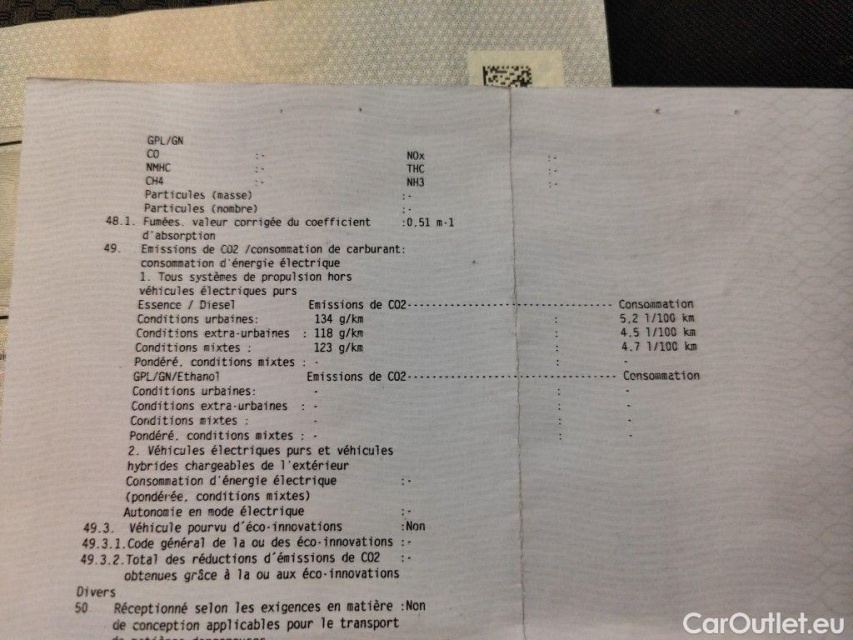 GPL/GN
CO :- NOx :-
NMHC :- THC :-
CH4 :- NH3 :-
Particules (masse) :-
Particules (nombre) :-
48.1. Fumées. valeur corrigée du coefficient :0.51 m-1
d'absorption
49. Emissions de CO2 /consommation de carburant:
consommation d'énergie électrique
1. Tous systèmes de propulsion hors
véhicules électriques purs
Essence / Diesel Emissions de CO2------------------------------- Consommation
Conditions urbaines: 134 g/km : 5.2 l/100 km
Conditions extra-urbaines : 118 g/km : 4.5 l/100 km
Conditions mixtes : 123 g/km : 4.7 l/100 km
Pondéré, conditions mixtes : - : -
GPL/GN/Ethanol Emissions de CO2------------------------------- Consommation
Conditions urbaines: - : -
Conditions extra-urbaines : - : -
Conditions mixtes : - : -
Pondéré, conditions mixtes : - : -
2. Véhicules électriques purs et véhicules
hybrides chargeables de l'extérieur
Consommation d'énergie électrique :-
(pondérée, conditions mixtes)
Autonomie en mode électrique :-
49.3. Véhicule pourvu d'éco-innovations :Non
49.3.1.Code général de la ou des éco-innovations :-
49.3.2.Total des réductions d'émissions de CO2 :-
obtenues grâce à la ou aux éco-innovations
Divers
50 Réceptionné selon les exigences en matière :Non
de conception applicables pour le transport
CarOutlet.eu